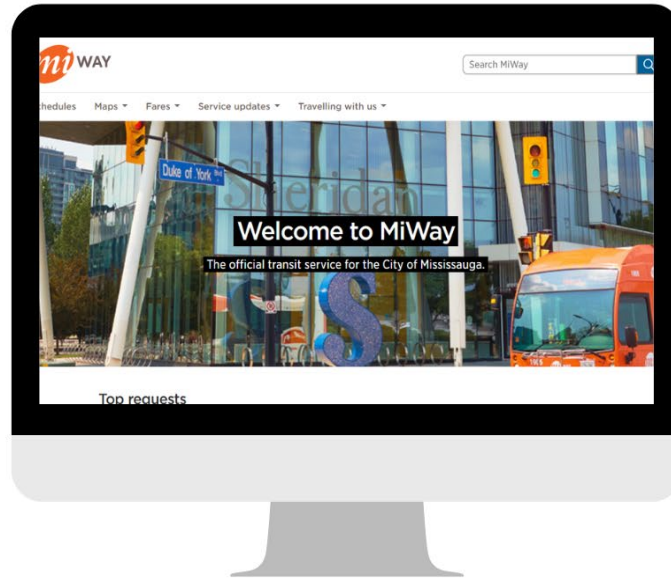 mi WAY
Search MiWay
chedules Maps Fares Service updates Travelling with us
Duke of York Blvd
Sheridan
Welcome to MiWay
The official transit service for the City of Mississauga.
S
Top requests